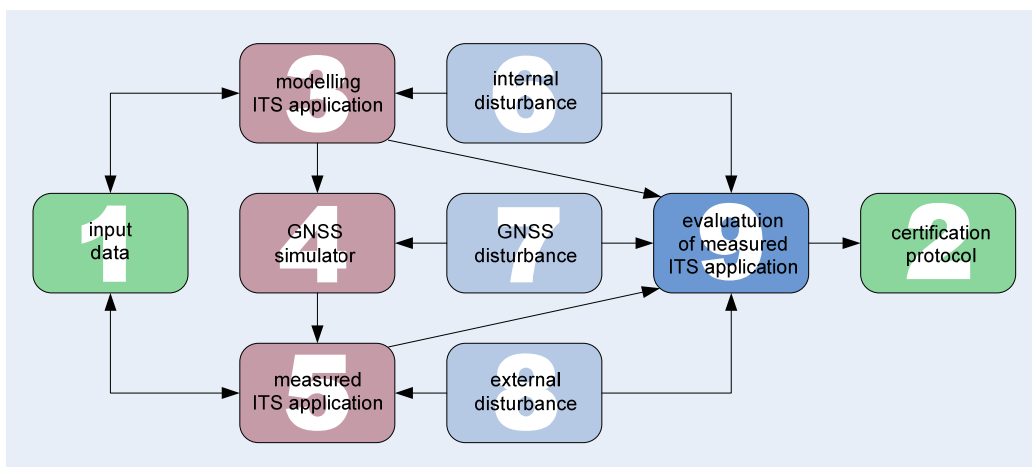 3
modelling
ITS application
6
internal
disturbance
1
input
data
4
GNSS
simulator
7
GNSS
disturbance
9
evaluatuion
of measured
ITS application
2
certification
protocol
5
measured
ITS application
8
external
disturbance